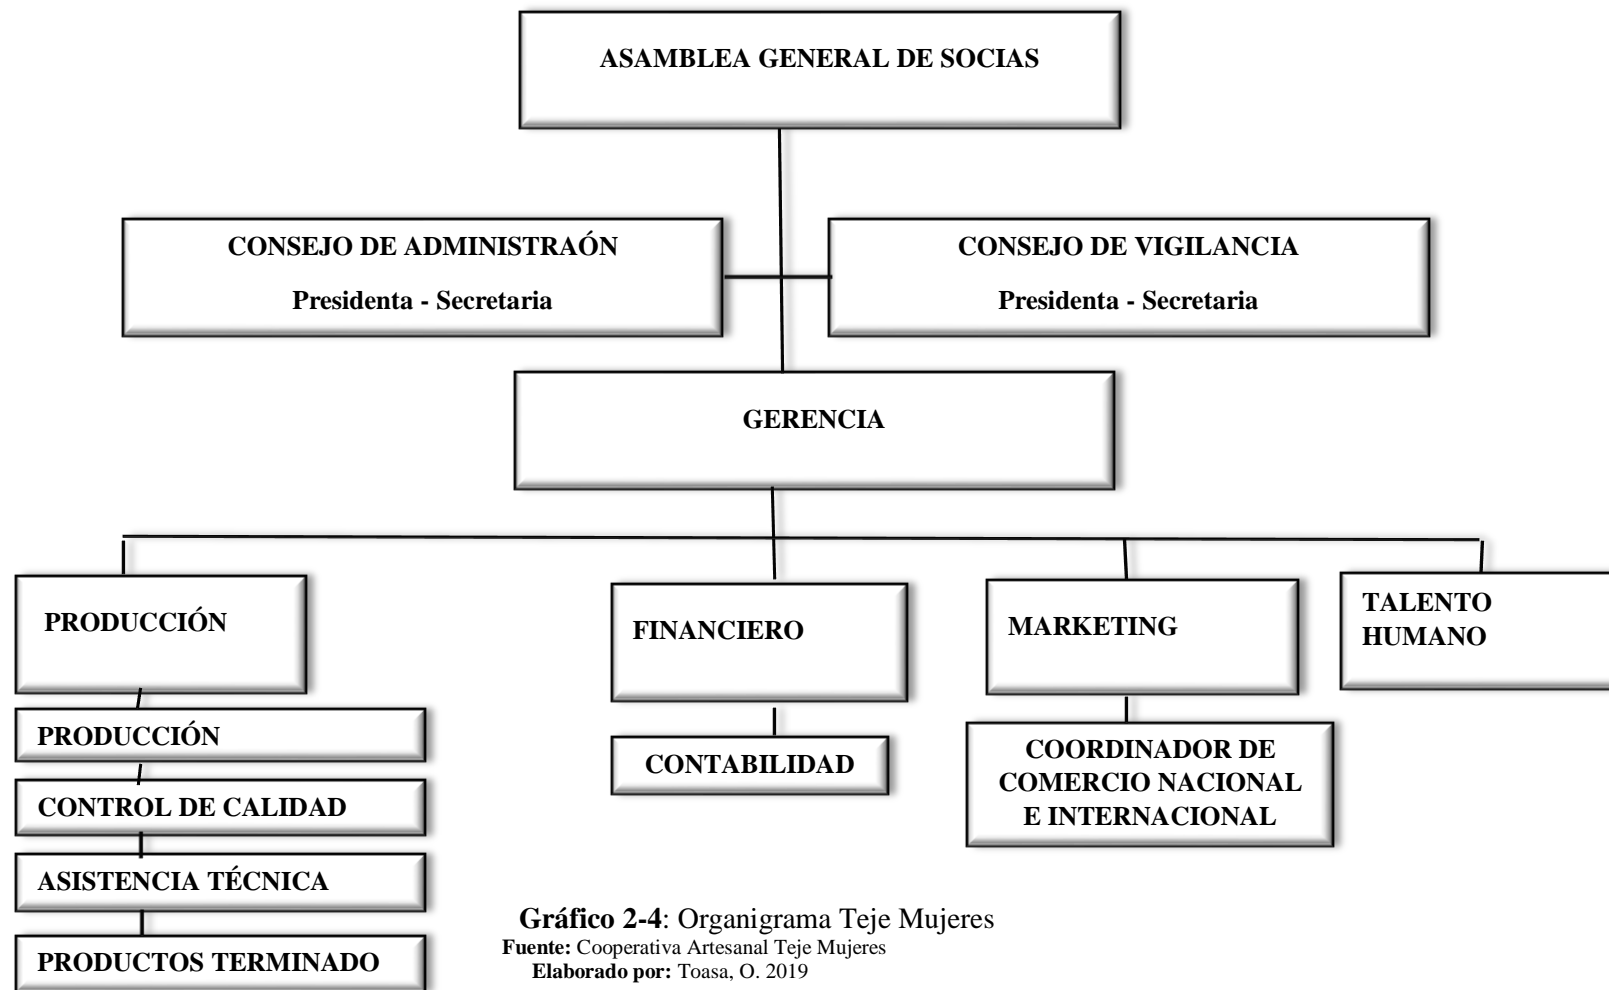 ASAMBLEA GENERAL DE SOCIAS
CONSEJO DE ADMINISTRAÓN
Presidenta - Secretaria
CONSEJO DE VIGILANCIA
Presidenta - Secretaria
GERENCIA
PRODUCCIÓN
FINANCIERO
MARKETING
TALENTO
HUMANO
PRODUCCIÓN
CONTROL DE CALIDAD
ASISTENCIA TÉCNICA
PRODUCTOS TERMINADO
CONTABILIDAD
COORDINADOR DE
COMERCIO NACIONAL
E INTERNACIONAL
Gráfico 2-4: Organigrama Teje Mujeres
Fuente: Cooperativa Artesanal Teje Mujeres
Elaborado por: Toasa, O. 2019